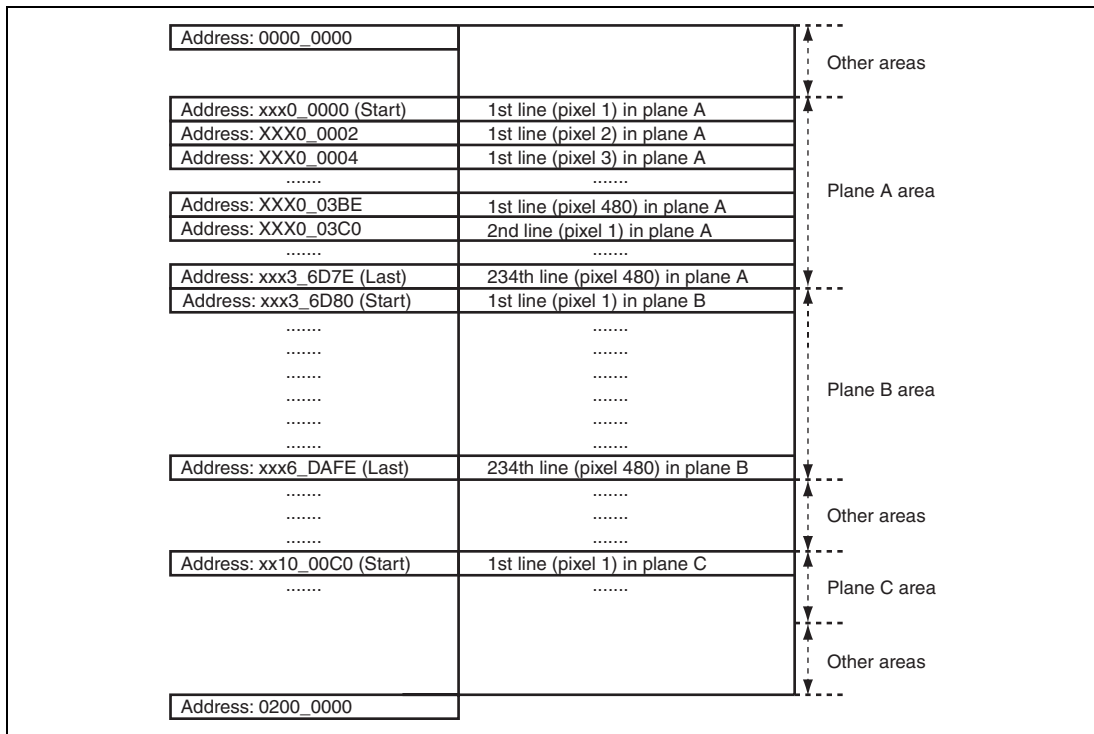 Address: 0000_0000
Other areas
Address: xxx0_0000 (Start) 1st line (pixel 1) in plane A
Address: XXX0_0002 1st line (pixel 2) in plane A
Address: XXX0_0004 1st line (pixel 3) in plane A
....... .......
Plane A area
Address: XXX0_03BE 1st line (pixel 480) in plane A
Address: XXX0_03C0 2nd line (pixel 1) in plane A
....... .......
Address: xxx3_6D7E (Last) 234th line (pixel 480) in plane A
Address: xxx3_6D80 (Start) 1st line (pixel 1) in plane B
....... .......
....... .......
....... .......
Plane B area
....... .......
....... .......
....... .......
Address: xxx6_DAFE (Last) 234th line (pixel 480) in plane B
....... .......
....... .......
Other areas
....... .......
Address: xx10_00C0 (Start) 1st line (pixel 1) in plane C
....... .......
Plane C area
Other areas
Address: 0200_0000